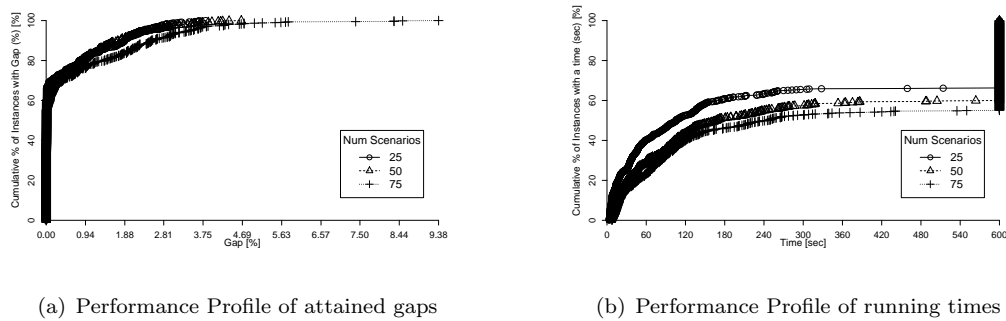 Cumulative % of Instances with Gap (%) [%]
100
80
60
40
20
0
Num Scenarios
25
50
75
0.00 0.94 1.88 2.81 3.75 4.69 5.63 6.57 7.50 8.44 9.38
Gap [%]
(a) Performance Profile of attained gaps
Cumulative % of Instances with a time (sec) [%]
100
80
60
40
20
0
Num Scenarios
25
50
75
0 60 120 180 240 300 360 420 480 540 600
Time [sec]
(b) Performance Profile of running times